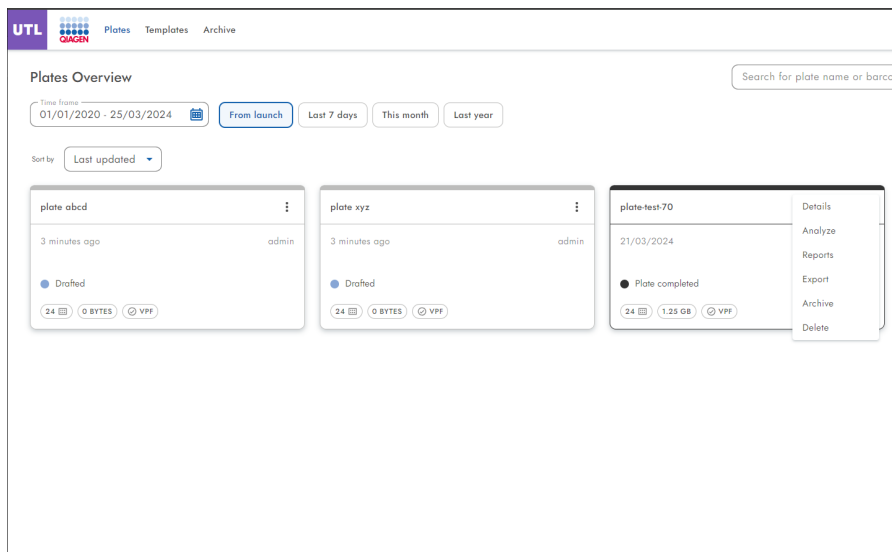 UTL
QIAGEN
Plates Templates Archive
Plates Overview
Search for plate name or barco
Time frame
01/01/2020 - 25/03/2024
From launch
Last 7 days
This month
Last year
Sort by Last updated
plate abcd
3 minutes ago admin
Drafted
24 0 BYTES VPF
plate xyz
3 minutes ago admin
Drafted
24 0 BYTES VPF
plate-test-70
21/03/2024
Plate completed
24 1.25 GB VPF
Details
Analyze
Reports
Export
Archive
Delete